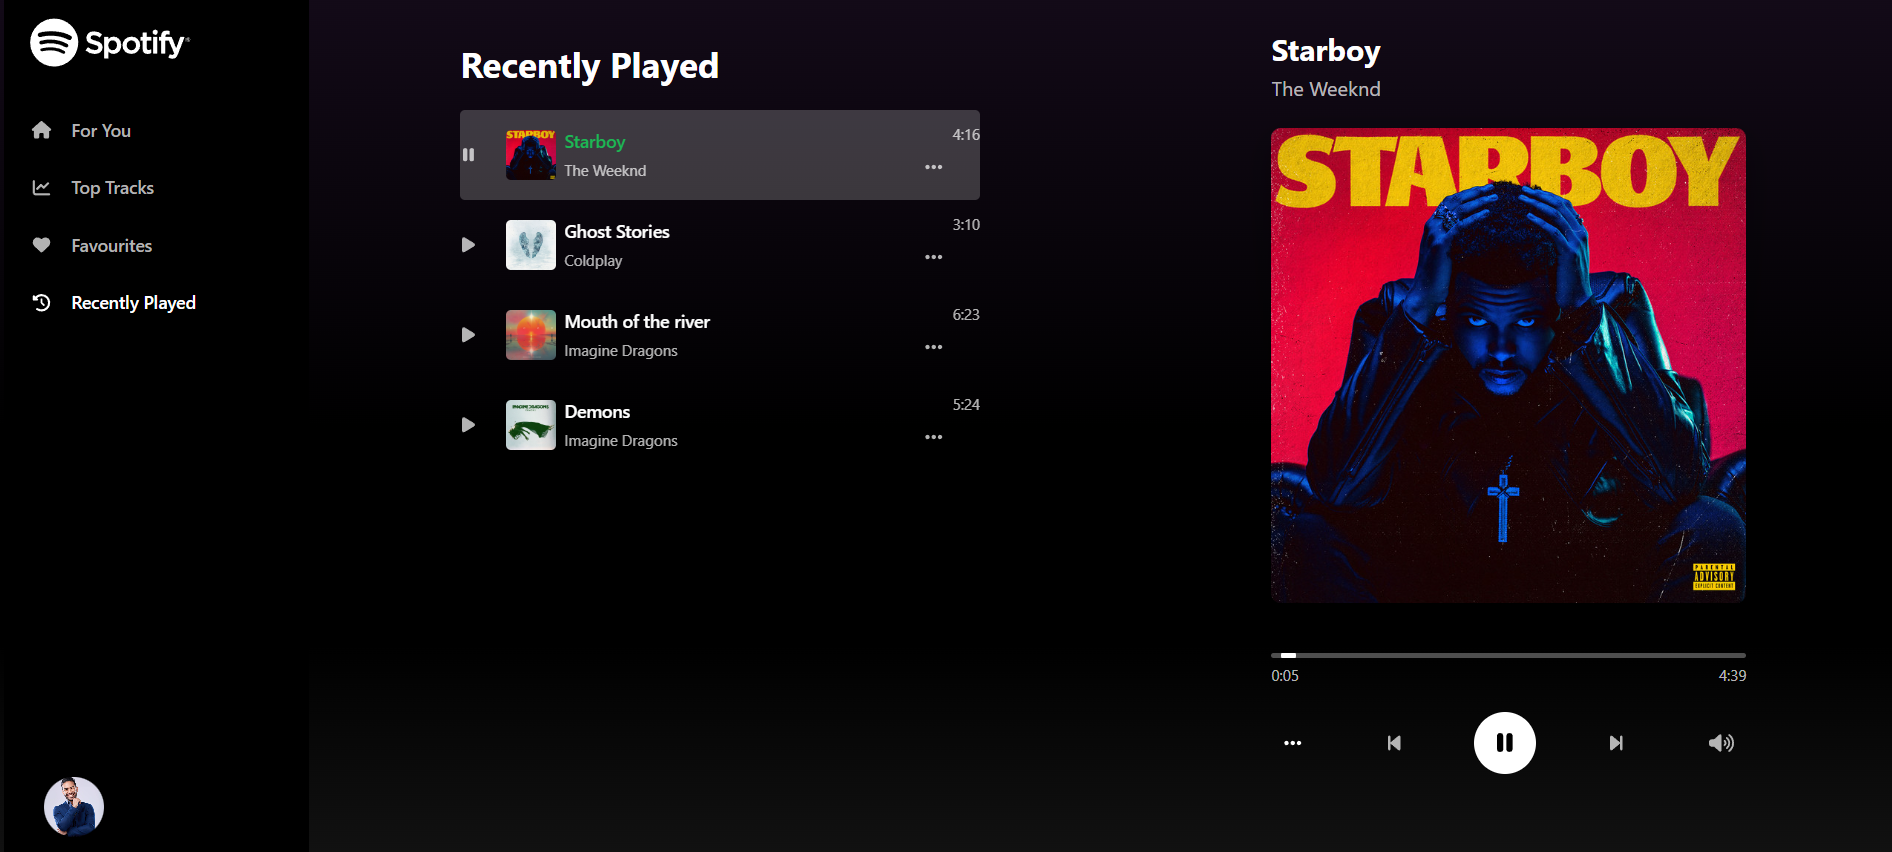 Spotify
For You
Top Tracks
Favourites
Recently Played
Recently Played
STARBOY
Starboy
The Weeknd
4:16
Ghost Stories
Coldplay
3:10
Mouth of the river
Imagine Dragons
6:23
IMAGINE DRAGONS
Demons
Imagine Dragons
5:24
Starboy
The Weeknd
STARBOY
PARENTAL
ADVISORY
EXPLICIT CONTENT
0:05
4:39